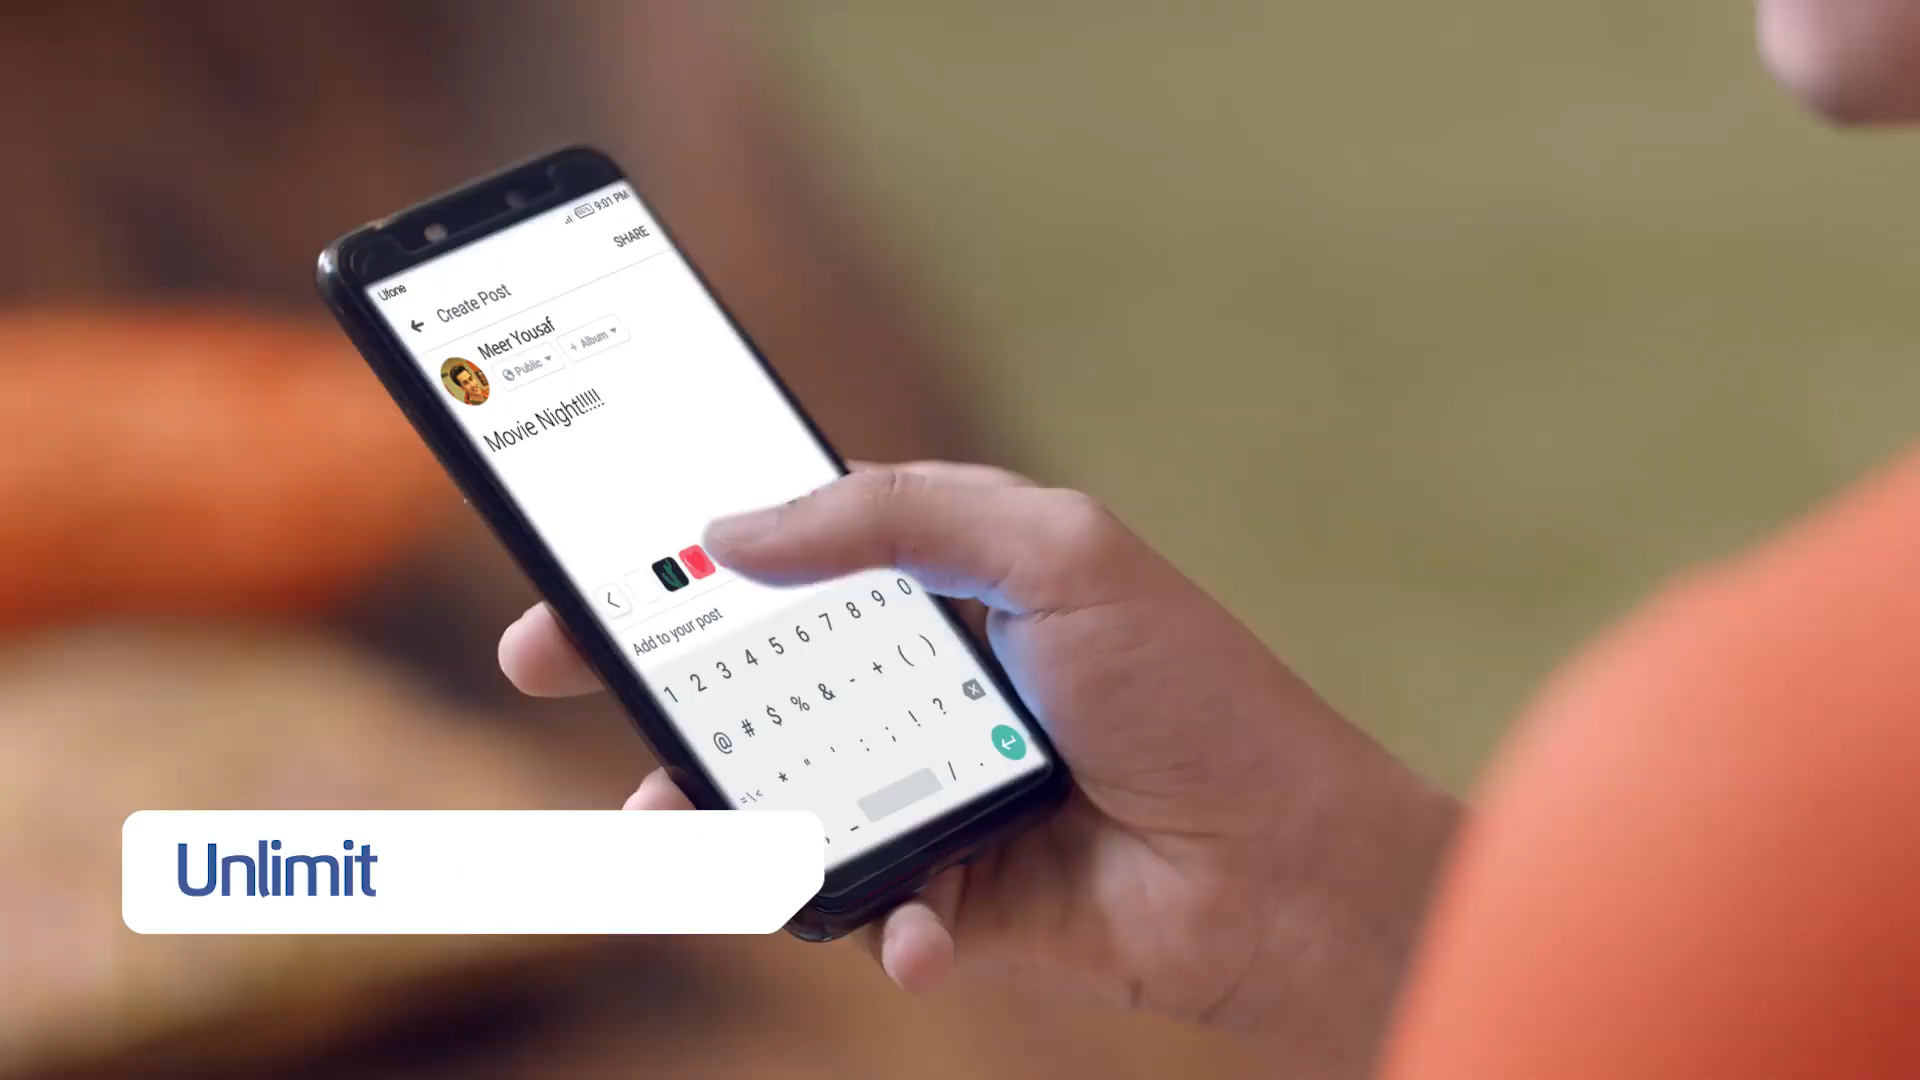 Ufone
9:01 PM
SHARE
Create Post
Meer Yousaf
Public
+ Album
Movie Night!!!!!.
Add to your post
1 2 3 4 5 6 7 8 9 0
@ # $ % & - + ( )
=\< * " ' : ; ! ?
_ / .
Unlimit